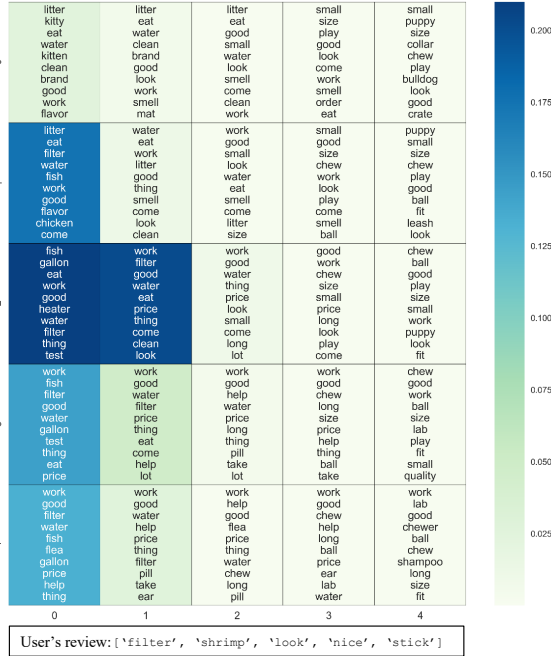 litter litter litter small small
kitty eat eat size puppy
eat water good play size
water clean small good collar
kitten brand water look chew
clean good look come play
brand look smell work bulldog
good work come smell look
work smell clean order good
flavor mat work eat crate
litter water work small puppy
eat eat good good small
filter work small size size
water litter look chew chew
fish good water work play
work thing eat look good
good smell smell play ball
flavor come come come fit
chicken look litter smell leash
come clean size ball look
fish work work good chew
gallon filter good work ball
eat good water chew good
work water thing size play
good eat price small size
heater price look price small
water thing small long work
filter come come look puppy
thing clean long play look
test look lot come fit
work work work work chew
fish good good good good
filter water help chew work
good filter water long ball
water price price size size
gallon thing long price lab
test eat thing help play
thing come pill thing fit
eat help take ball small
price lot lot take quality
work work work work work
good good help good lab
filter water good chew good
water help flea help chewer
fish price price long ball
flea thing thing ball chew
gallon filter water price shampoo
price pill chew ear long
help take long lab size
thing ear pill water fit
0 1 2 3 4
0.200
0.175
0.150
0.125
0.100
0.075
0.050
0.025
User's review: [‘filter’, ‘shrimp’, ‘look’, ‘nice’, ‘stick’]